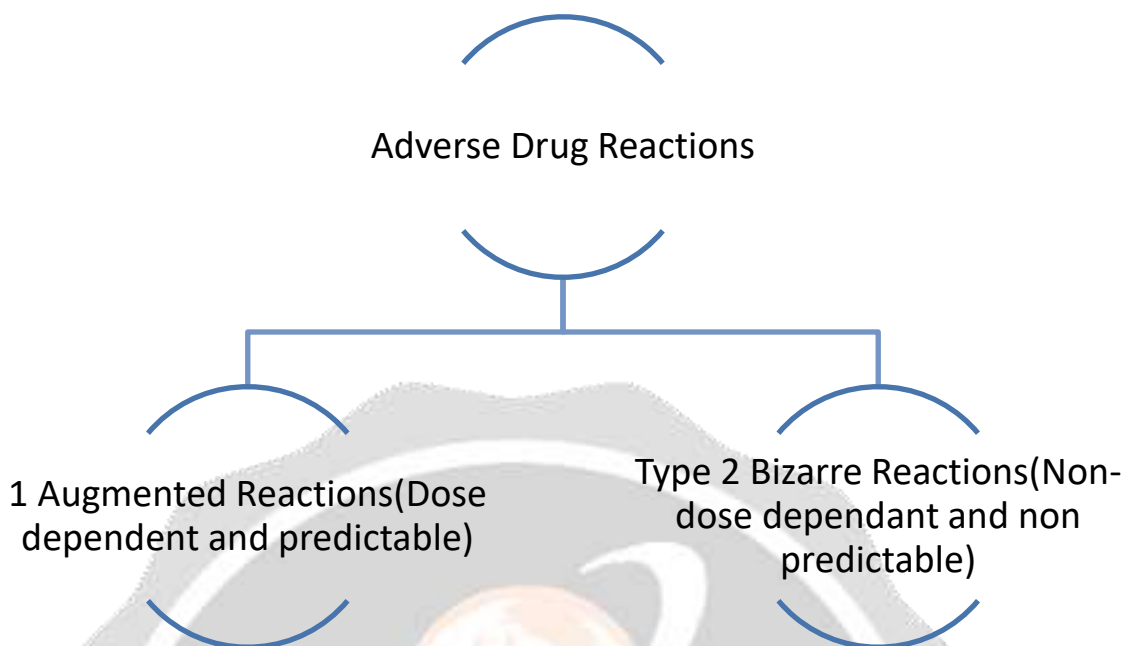 Adverse Drug Reactions
1 Augmented Reactions(Dose
dependent and predictable)
Type 2 Bizarre Reactions(Non-
dose dependant and non
predictable)